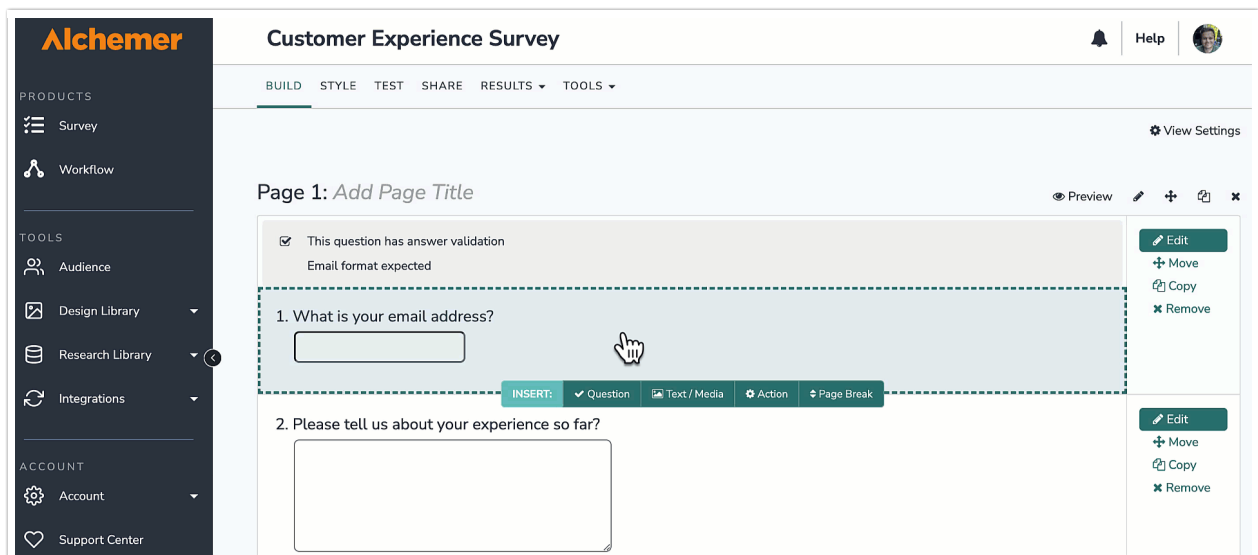 Alchemer
Customer Experience Survey
Help
BUILD STYLE TEST SHARE RESULTS TOOLS
PRODUCTS
Survey
Workflow
TOOLS
Audience
Design Library
Research Library
Integrations
ACCOUNT
Account
Support Center
View Settings
Page 1: Add Page Title
Preview
This question has answer validation
Email format expected
Edit
Move
Copy
Remove
1. What is your email address?
INSERT: Question Text / Media Action Page Break
2. Please tell us about your experience so far?
Edit
Move
Copy
Remove